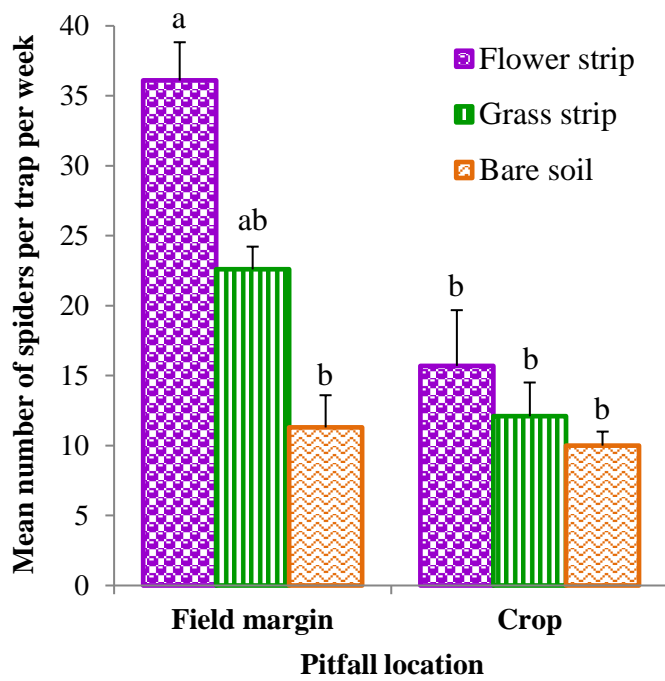 Mean number of spiders per trap per week
40
35
30
25
20
15
10
5
0
a
ab
b
b
b
b
Flower strip
Grass strip
Bare soil
Field margin
Crop
Pitfall location